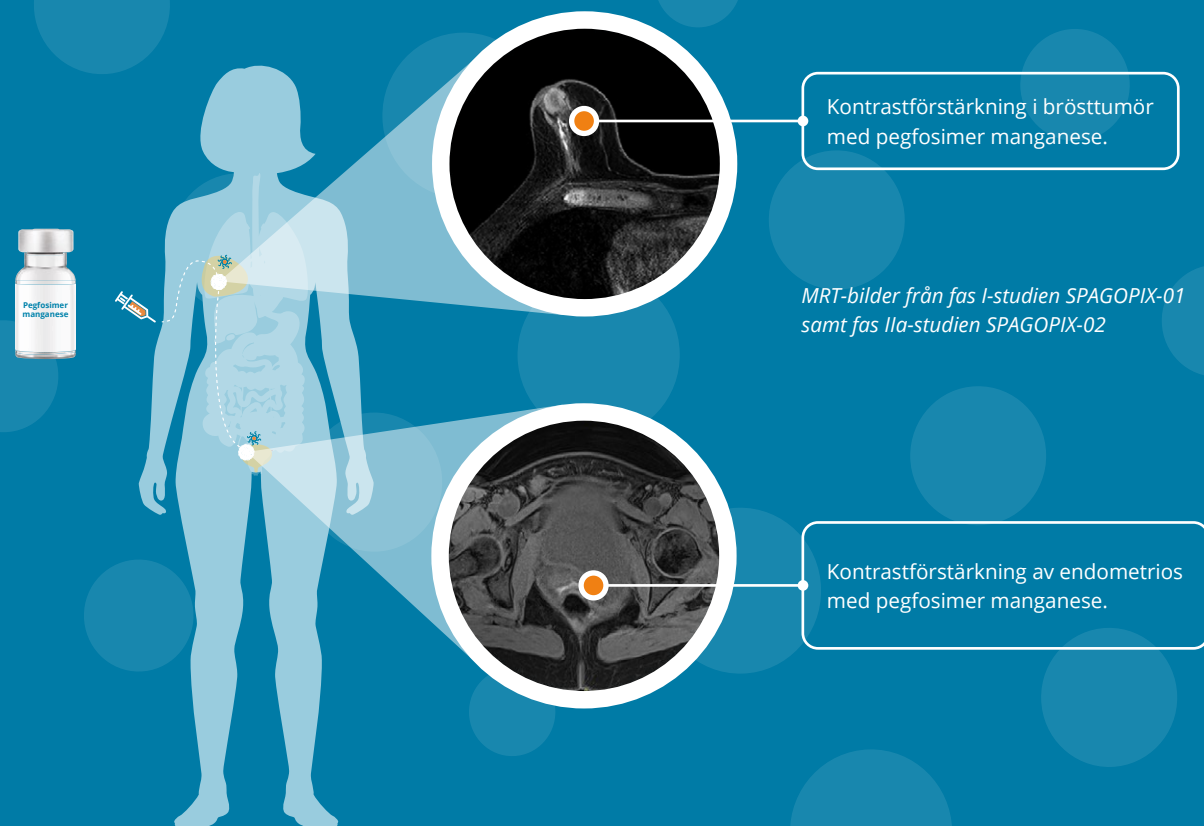 Kontrastförstärkning i brösttumör
med pegfosimer manganese.
Pegfosimer
manganese
MRT-bilder från fas I-studien SPAGOPIX-01
samt fas IIa-studien SPAGOPIX-02
Kontrastförstärkning av endometrios
med pegfosimer manganese.